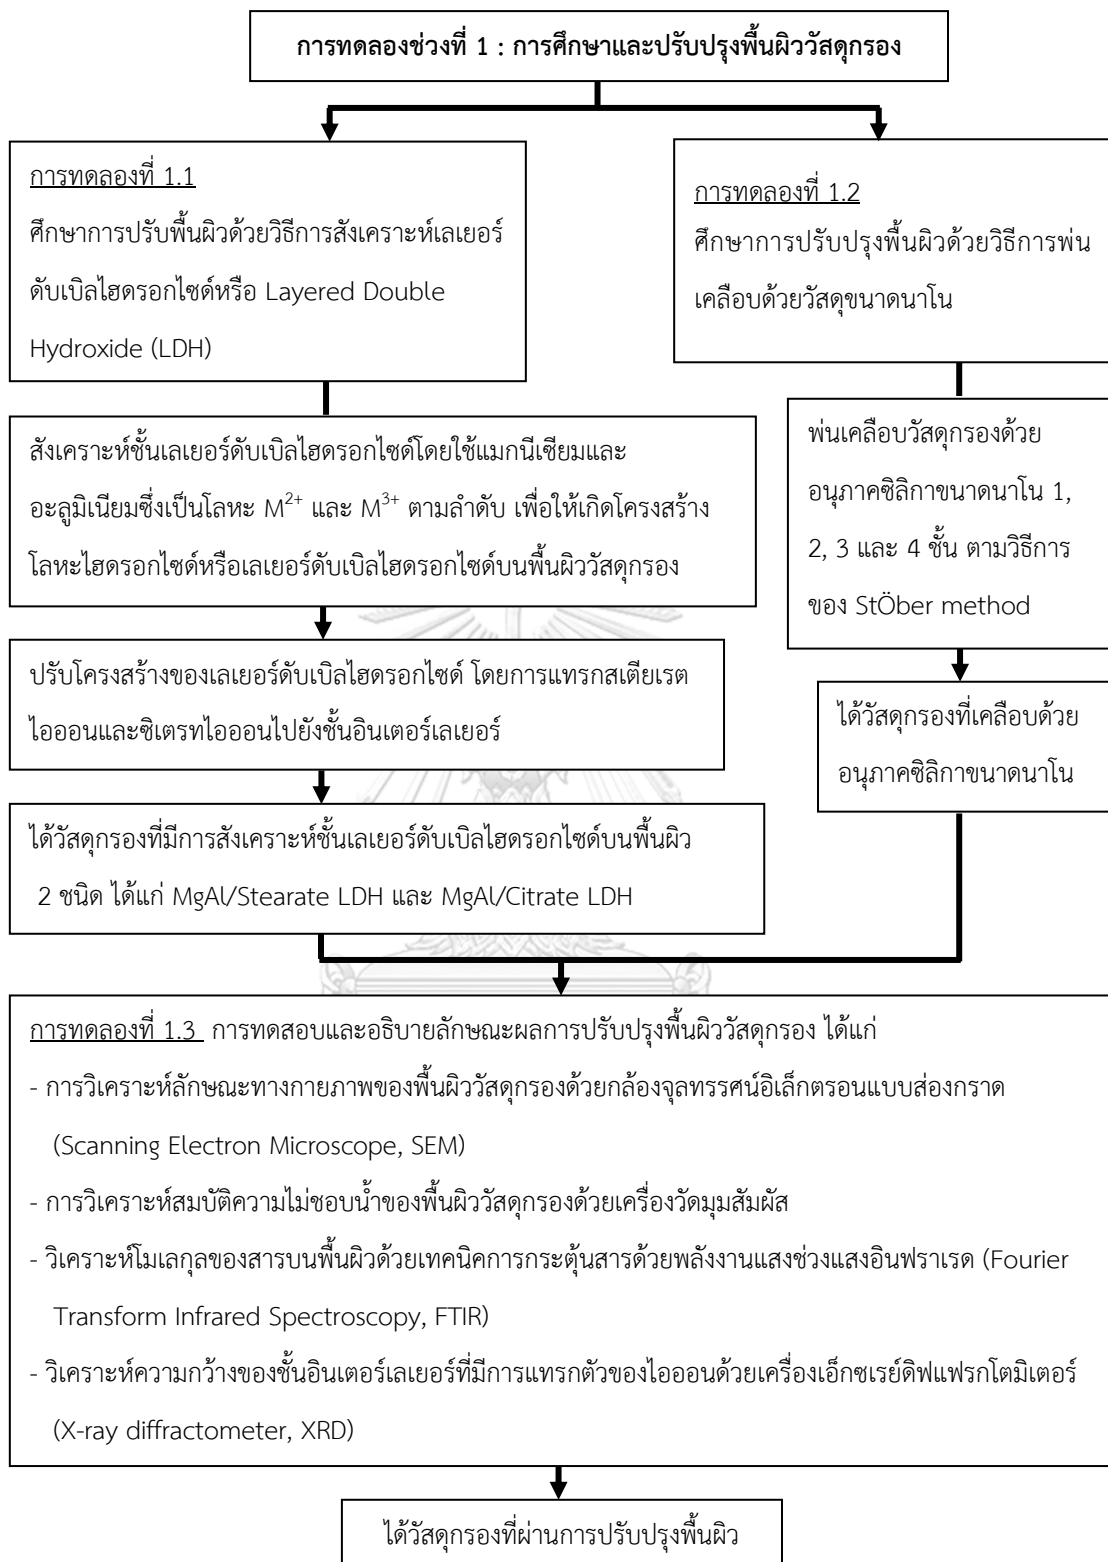 การทดลองช่วงที่ 1 : การศึกษาและปรับปรุงพื้นผิววัสดุกรอง
การทดลองที่ 1.1
ศึกษาการปรับพื้นผิวด้วยวิธีการสังเคราะห์เลเยอร์
ดับเบิลไฮดรอกไซด์หรือ Layered Double
Hydroxide (LDH)
การทดลองที่ 1.2
ศึกษาการปรับปรุงพื้นผิวด้วยวิธีการพ่น
เคลือบด้วยวัสดุขนาดนาโน
สังเคราะห์ชั้นเลเยอร์ดับเบิลไฮดรอกไซด์โดยใช้แมกนีเซียมและ
อะลูมิเนียมซึ่งเป็นโลหะ M²⁺ และ M³⁺ ตามลำดับ เพื่อให้เกิดโครงสร้าง
โลหะไฮดรอกไซด์หรือเลเยอร์ดับเบิลไฮดรอกไซด์บนพื้นผิววัสดุกรอง
พ่นเคลือบวัสดุกรองด้วย
อนุภาคซิลิกาขนาดนาโน 1,
2, 3 และ 4 ชั้น ตามวิธีการ
ของ StÖber method
ปรับโครงสร้างของเลเยอร์ดับเบิลไฮดรอกไซด์ โดยการแทรกสเตียเรต
ไอออนและซิเตรทไอออนไปยังชั้นอินเตอร์เลเยอร์
ได้วัสดุกรองที่เคลือบด้วย
อนุภาคซิลิกาขนาดนาโน
ได้วัสดุกรองที่มีการสังเคราะห์ชั้นเลเยอร์ดับเบิลไฮดรอกไซด์บนพื้นผิว
2 ชนิด ได้แก่ MgAl/Stearate LDH และ MgAl/Citrate LDH
การทดลองที่ 1.3 การทดสอบและอธิบายลักษณะผลการปรับปรุงพื้นผิววัสดุกรอง ได้แก่
- การวิเคราะห์ลักษณะทางกายภาพของพื้นผิววัสดุกรองด้วยกล้องจุลทรรศน์อิเล็กตรอนแบบส่องกราด
(Scanning Electron Microscope, SEM)
- การวิเคราะห์สมบัติความไม่ชอบน้ำของพื้นผิววัสดุกรองด้วยเครื่องวัดมุมสัมผัส
- วิเคราะห์โมเลกุลของสารบนพื้นผิวด้วยเทคนิคการกระตุ้นสารด้วยพลังงานแสงช่วงแสงอินฟราเรด (Fourier
Transform Infrared Spectroscopy, FTIR)
- วิเคราะห์ความกว้างของชั้นอินเตอร์เลเยอร์ที่มีการแทรกตัวของไอออนด้วยเครื่องเอ็กซเรย์ดิฟแฟรกโตมิเตอร์
(X-ray diffractometer, XRD)
ได้วัสดุกรองที่ผ่านการปรับปรุงพื้นผิว